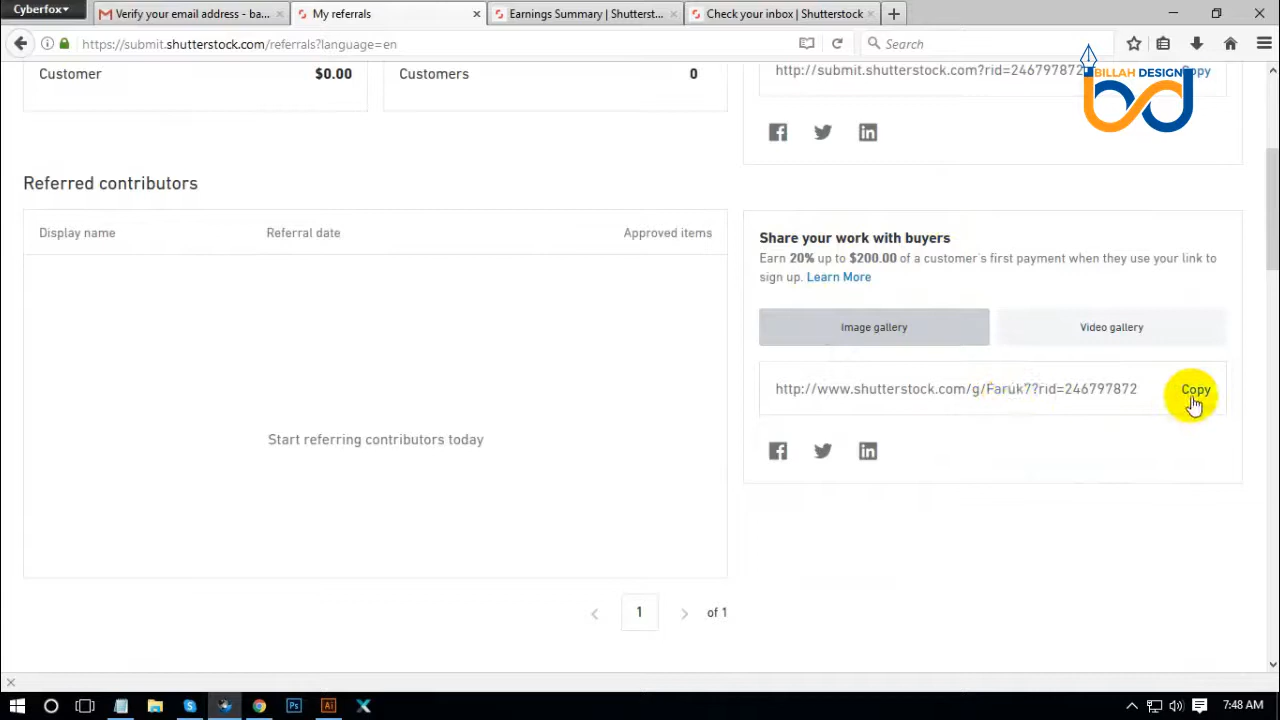 Cyberfox
Verify your email address - ba...
My referrals
Earnings Summary | Shutterst...
Check your inbox | Shutterstock
https://submit.shutterstock.com/referrals?language=en
Search
Customer $0.00
Customers 0
http://submit.shutterstock.com?rid=246797872
Copy
BILLAH DESIGN
bd
Referred contributors
Display name Referral date Approved items
Start referring contributors today
1 of 1
Share your work with buyers
Earn 20% up to $200.00 of a customer's first payment when they use your link to
sign up. Learn More
Image gallery Video gallery
http://www.shutterstock.com/g/Faruk7?rid=246797872 Copy
7:48 AM